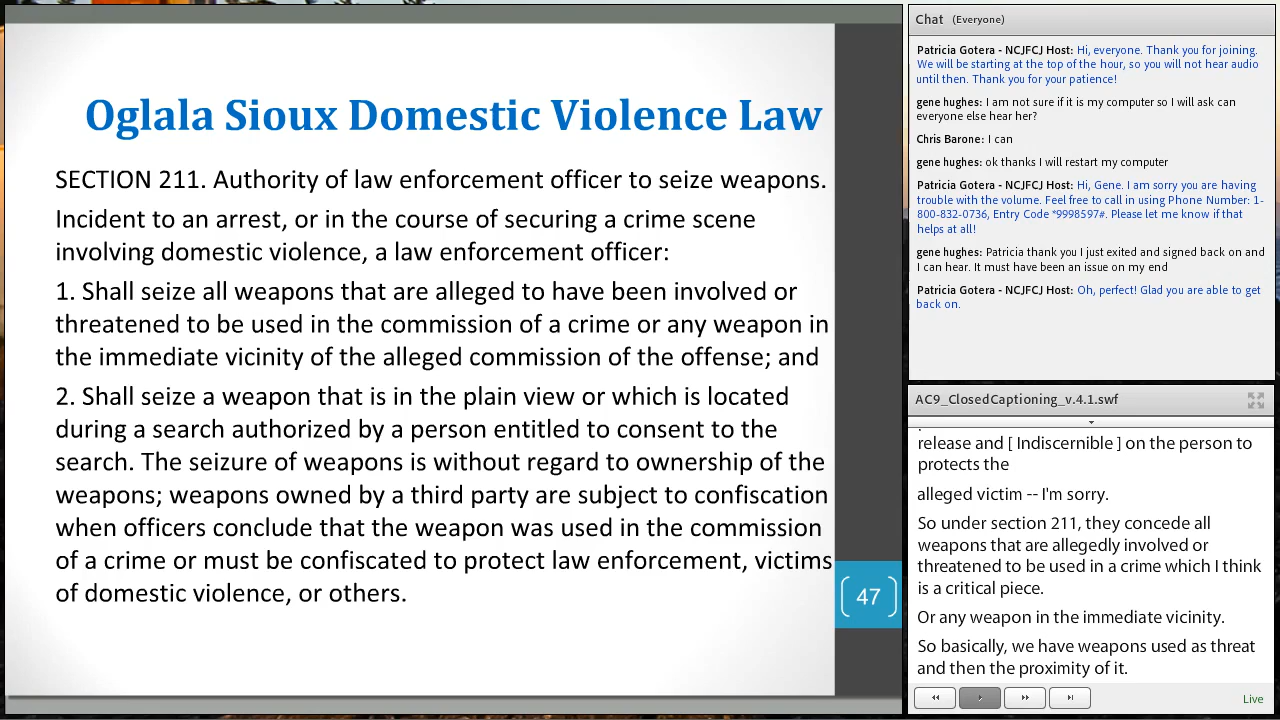 Oglala Sioux Domestic Violence Law
SECTION 211. Authority of law enforcement officer to seize weapons.
Incident to an arrest, or in the course of securing a crime scene
involving domestic violence, a law enforcement officer:
1. Shall seize all weapons that are alleged to have been involved or
threatened to be used in the commission of a crime or any weapon in
the immediate vicinity of the alleged commission of the offense; and
2. Shall seize a weapon that is in the plain view or which is located
during a search authorized by a person entitled to consent to the
search. The seizure of weapons is without regard to ownership of the
weapons; weapons owned by a third party are subject to confiscation
when officers conclude that the weapon was used in the commission
of a crime or must be confiscated to protect law enforcement, victims
of domestic violence, or others.
47
Chat (Everyone)
Patricia Gotera - NCJFCJ Host: Hi, everyone. Thank you for joining.
We will be starting at the top of the hour, so you will not hear audio
until then. Thank you for your patience!
gene hughes: I am not sure if it is my computer so I will ask can
everyone else hear her?
Chris Barone: I can
gene hughes: ok thanks I will restart my computer
Patricia Gotera - NCJFCJ Host: Hi, Gene. I am sorry you are having
trouble with the volume. Feel free to call in using Phone Number: 1-
800-832-0736, Entry Code *9998597#. Please let me know if that
helps at all!
gene hughes: Patricia thank you I just exited and signed back on and
I can hear. It must have been an issue on my end
Patricia Gotera - NCJFCJ Host: Oh, perfect! Glad you are able to get
back on.
AC9_ClosedCaptioning_v.4.1.swf
release and [ Indiscernible ] on the person to
protects the
alleged victim -- I'm sorry.
So under section 211, they concede all
weapons that are allegedly involved or
threatened to be used in a crime which I think
is a critical piece.
Or any weapon in the immediate vicinity.
So basically, we have weapons used as threat
and then the proximity of it.
Live